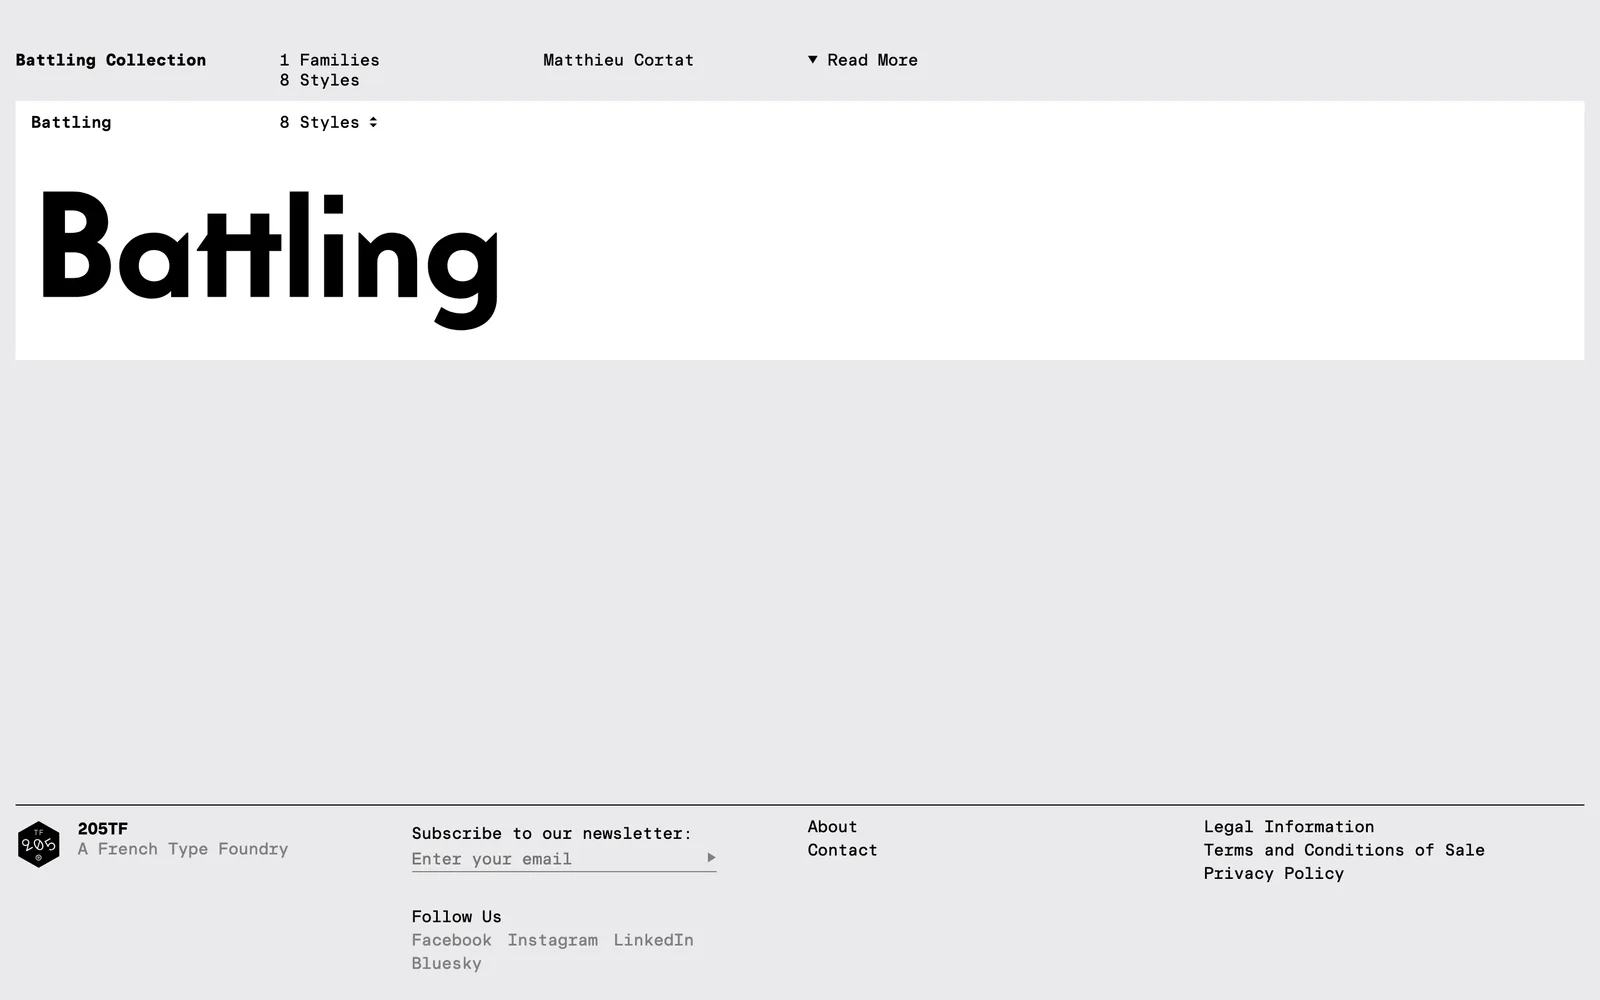 Battling Collection
1 Families
8 Styles
Matthieu Cortat
▼ Read More
Battling
8 Styles
Battling
TF
205
205TF
A French Type Foundry
Subscribe to our newsletter:
Enter your email
Follow Us
Facebook Instagram LinkedIn
Bluesky
About
Contact
Legal Information
Terms and Conditions of Sale
Privacy Policy